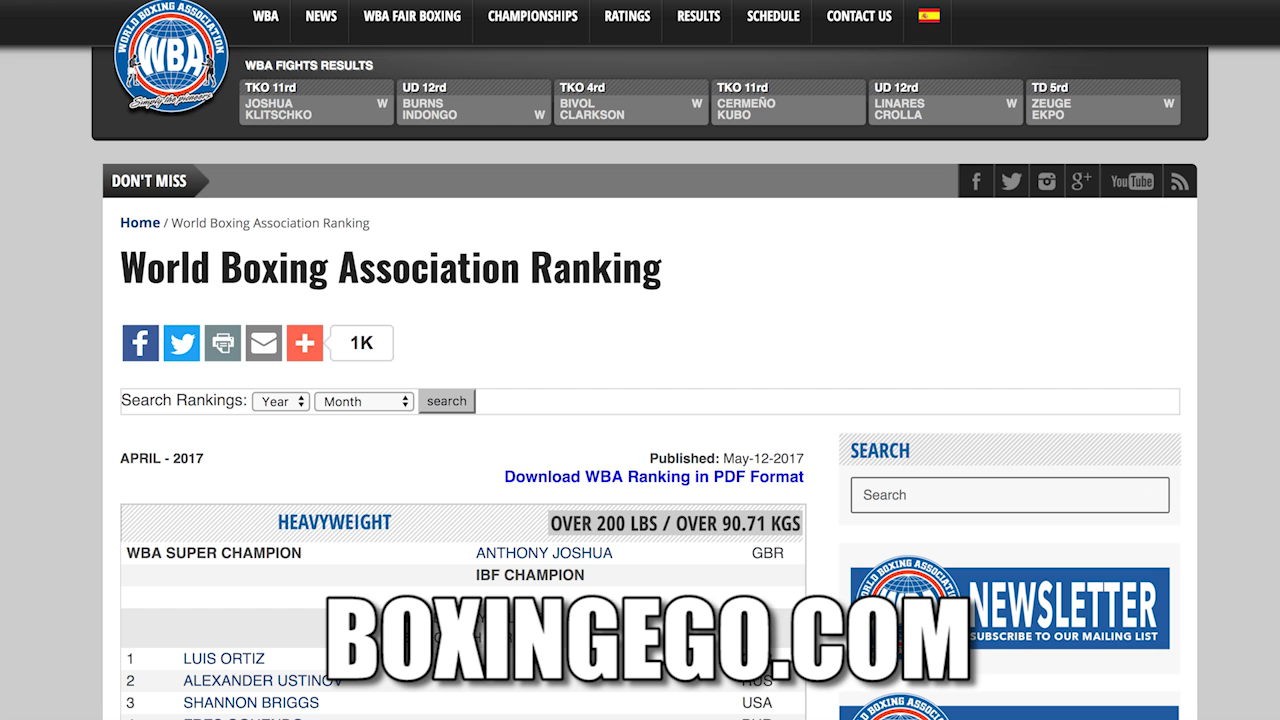 WBA NEWS WBA FAIR BOXING CHAMPIONSHIPS RATINGS RESULTS SCHEDULE CONTACT US
WORLD BOXING ASSOCIATION
WBA
Simply the pioneers
WBA FIGHTS RESULTS
TKO 11rd
JOSHUA W
KLITSCHKO
UD 12rd
BURNS
INDONGO W
TKO 4rd
BIVOL W
CLARKSON
TKO 11rd
CERMEÑO
KUBO
UD 12rd
LINARES W
CROLLA
TD 5rd
ZEUGE W
EKPO
DON'T MISS
f g+ YouTube
Home / World Boxing Association Ranking
World Boxing Association Ranking
f + 1K
Search Rankings: Year Month search
APRIL - 2017
Published: May-12-2017
Download WBA Ranking in PDF Format
HEAVYWEIGHT OVER 200 LBS / OVER 90.71 KGS
WBA SUPER CHAMPION ANTHONY JOSHUA GBR
IBF CHAMPION
1 LUIS ORTIZ
2 ALEXANDER USTINOV RUS
3 SHANNON BRIGGS USA
BOXINGEGO.COM
SEARCH
Search
WORLD BOXING ASSOCIATION
NEWSLETTER
SUBSCRIBE TO OUR MAILING LIST